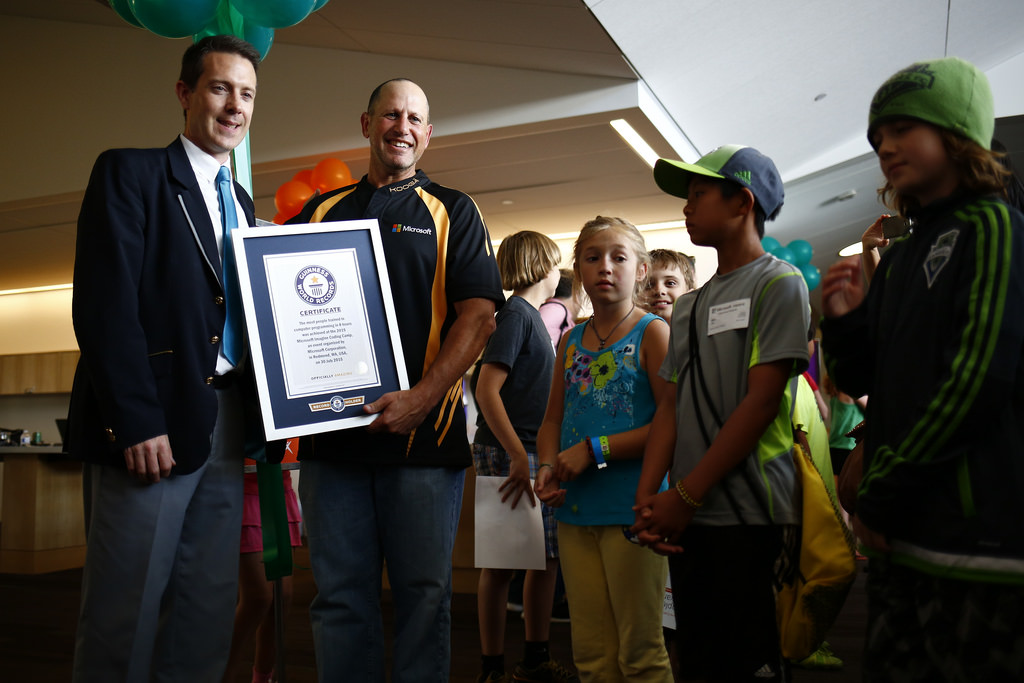 KOOGA
Microsoft
GUINNESS
WORLD RECORDS
CERTIFICATE
The most people trained in
computer programming in 8 hours
was achieved at the 2015
Microsoft Imagine Coding Camp,
an event organised by
Microsoft Corporation,
in Redmond, WA, USA,
on 20 July 2015
OFFICIALLY AMAZING
RECORD HOLDER